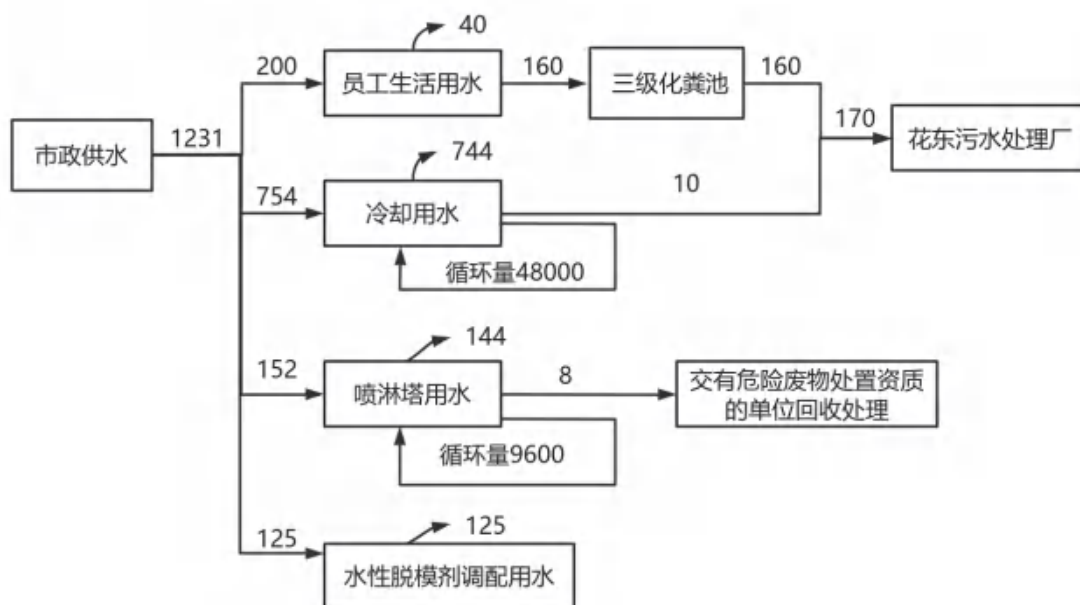 40
200
员工生活用水
160
三级化粪池
160
市政供水
1231
170
花东污水处理厂
744
754
冷却用水
10
循环量48000
144
152
喷淋塔用水
8
交有危险废物处置资质
的单位回收处理
循环量9600
125
125
水性脱模剂调配用水